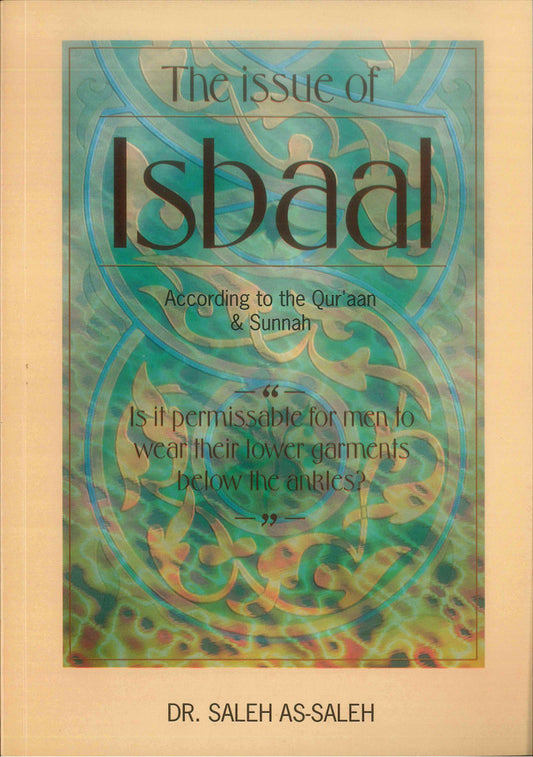 The issue of
Isbaal
According to the Qur'aan
& Sunnah
“
Is it permissable for men to
wear their lower garments
below the ankles?
”
DR. SALEH AS-SALEH